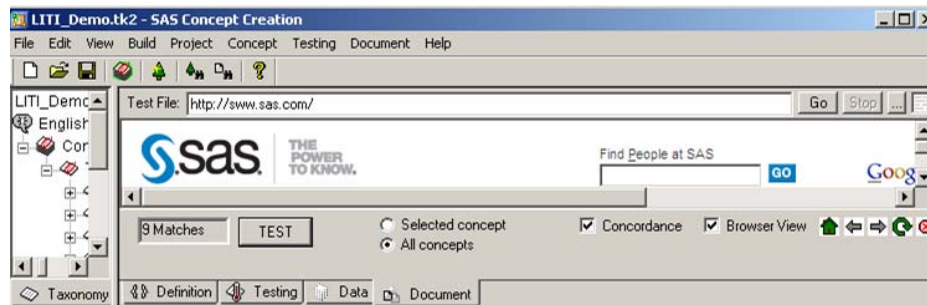 LITI_Demo.tk2 - SAS Concept Creation
File Edit View Build Project Concept Testing Document Help
LITI_Demo
Test File: http://sww.sas.com/
Go Stop ...
English
Cor
sas. THE POWER TO KNOW.
Find People at SAS
GO
Goog
9 Matches TEST
Selected concept
All concepts
Concordance Browser View
Taxonomy Definition Testing Data Document